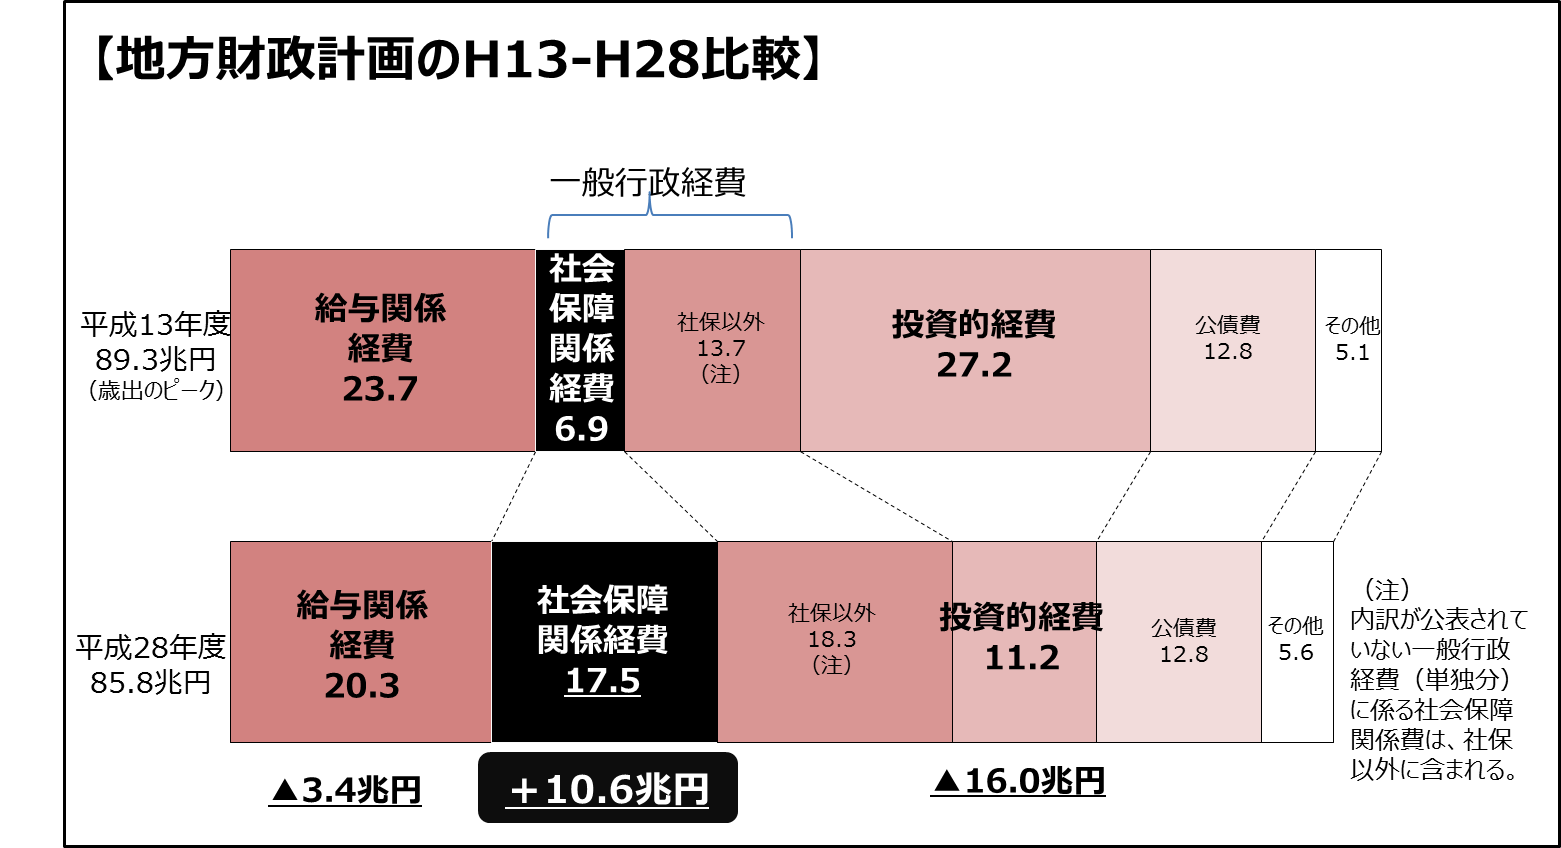 【地方財政計画のH13-H28比較】
一般行政経費
平成13年度
89.3兆円
（歳出のピーク）
給与関係
経費
23.7
社会
保障
関係
経費
6.9
社保以外
13.7
（注）
投資的経費
27.2
公債費
12.8
その他
5.1
平成28年度
85.8兆円
給与関係
経費
20.3
社会保障
関係経費
17.5
社保以外
18.3
（注）
投資的経費
11.2
公債費
12.8
その他
5.6
（注）
内訳が公表されて
いない一般行政
経費（単独分）
に係る社会保障
関係費は、社保
以外に含まれる。
▲3.4兆円
＋10.6兆円
▲16.0兆円